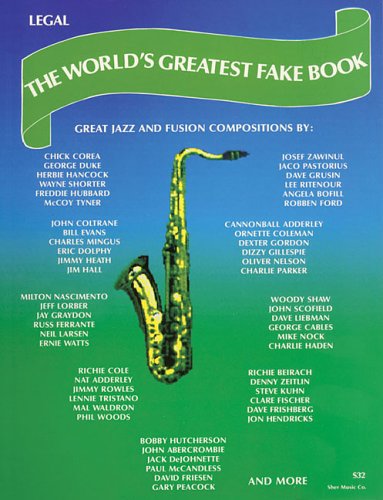 LEGAL
THE WORLD'S GREATEST FAKE BOOK
GREAT JAZZ AND FUSION COMPOSITIONS BY:
CHICK COREA
GEORGE DUKE
HERBIE HANCOCK
WAYNE SHORTER
FREDDIE HUBBARD
McCOY TYNER
JOSEF ZAWINUL
JACO PASTORIUS
DAVE GRUSIN
LEE RITENOUR
ANGELA BOFILL
ROBBEN FORD
JOHN COLTRANE
BILL EVANS
CHARLES MINGUS
ERIC DOLPHY
JIMMY HEATH
JIM HALL
CANNONBALL ADDERLEY
ORNETTE COLEMAN
DEXTER GORDON
DIZZY GILLESPIE
OLIVER NELSON
CHARLIE PARKER
MILTON NASCIMENTO
JEFF LORBER
JAY GRAYDON
RUSS FERRANTE
NEIL LARSEN
ERNIE WATTS
WOODY SHAW
JOHN SCOFIELD
DAVE LIEBMAN
GEORGE CABLES
MIKE NOCK
CHARLIE HADEN
RICHIE COLE
NAT ADDERLEY
JIMMY ROWLES
LENNIE TRISTANO
MAL WALDRON
PHIL WOODS
RICHIE BEIRACH
DENNY ZEITLIN
STEVE KUHN
CLARE FISCHER
DAVE FRISHBERG
JON HENDRICKS
BOBBY HUTCHERSON
JOHN ABERCROMBIE
JACK DeJOHNETTE
PAUL McCANDLESS
DAVID FRIESEN
GARY PEACOCK
AND MORE
$32
Sher Music Co.